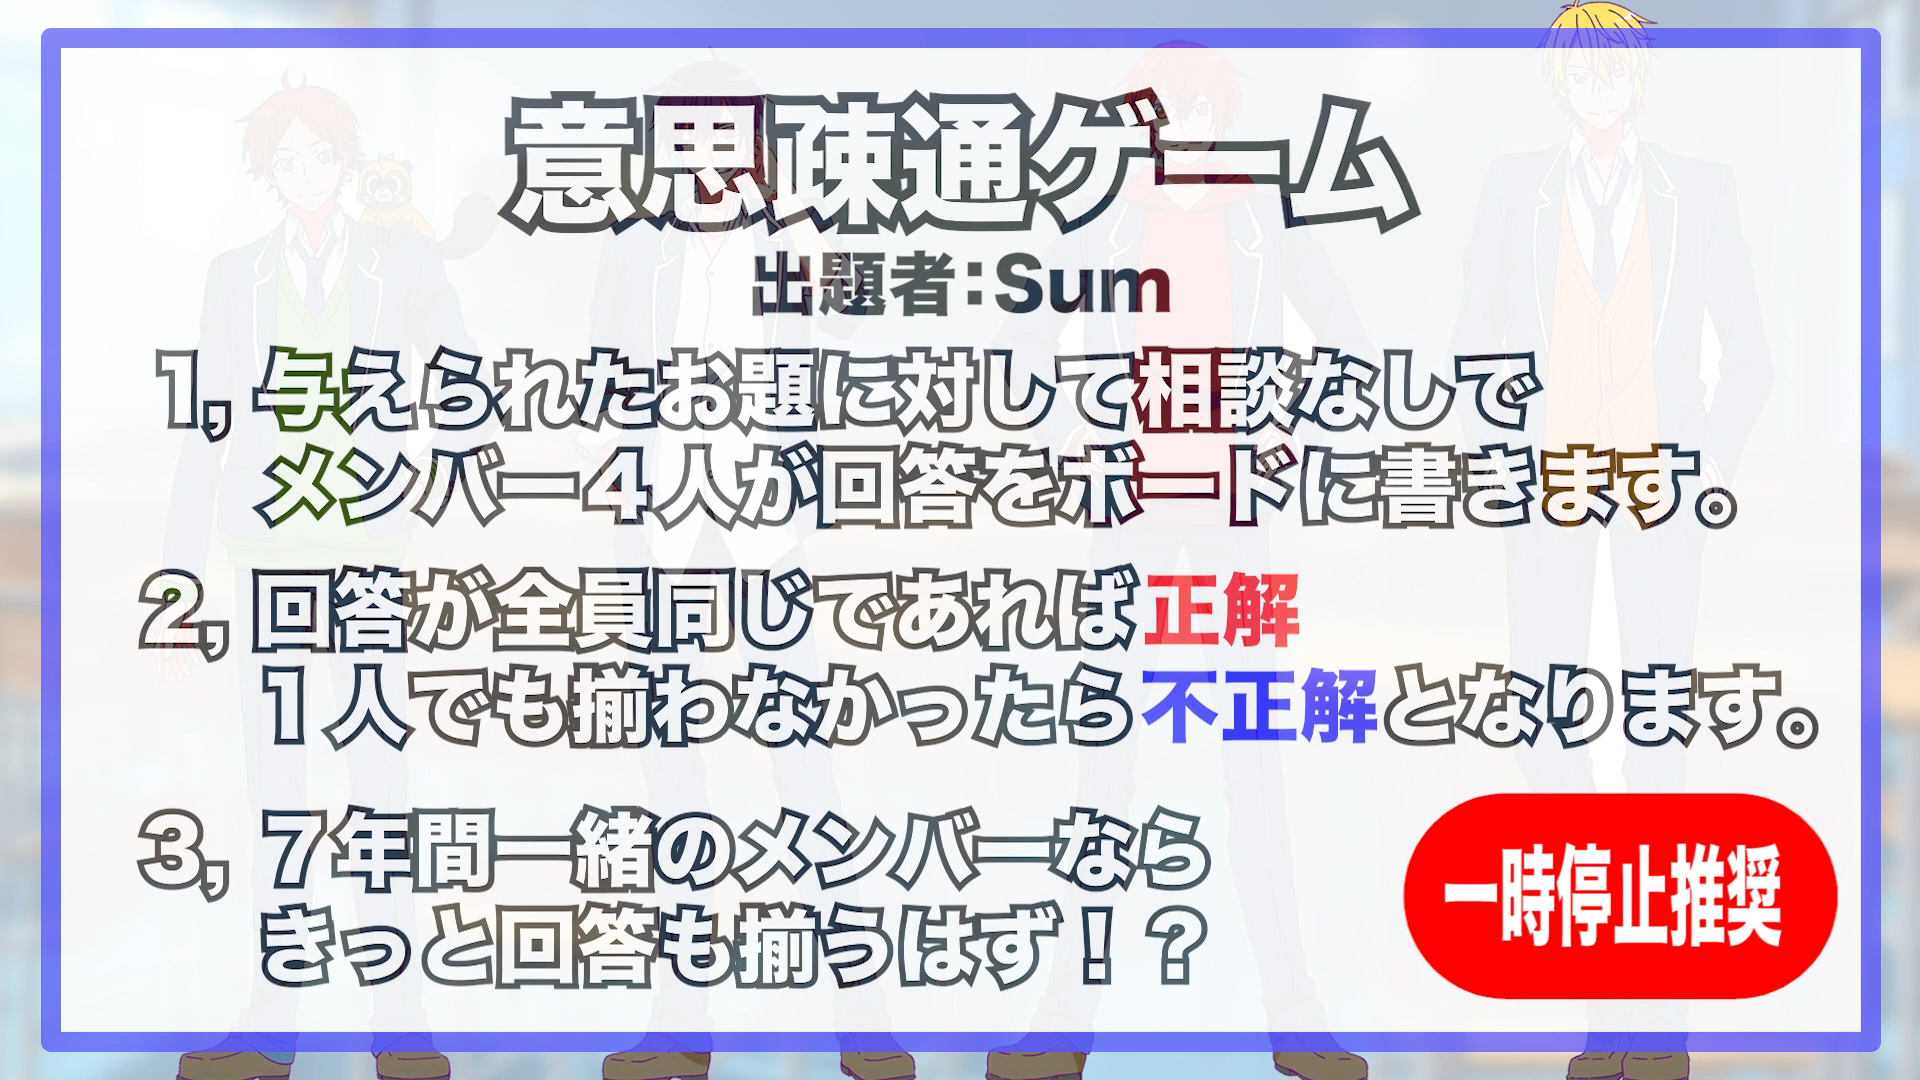 意思疎通ゲーム
出題者：Sum
1, 与えられたお題に対して相談なしで
メンバー４人が回答をボードに書きます。
2, 回答が全員同じであれば正解
１人でも揃わなかったら不正解となります。
3, ７年間一緒のメンバーなら
きっと回答も揃うはず！？
一時停止推奨